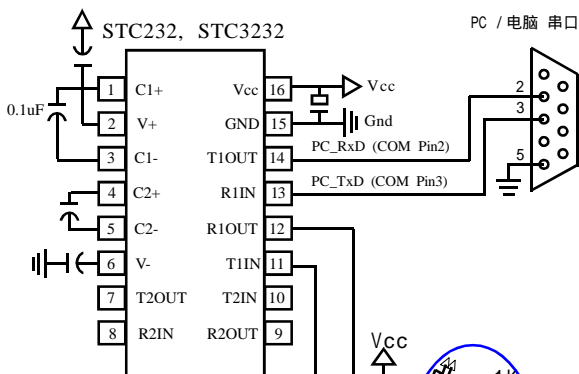 STC232, STC3232
PC / 电脑 串口
1 C1+ Vcc 16 Vcc
0.1uF
2 V+ GND 15 Gnd
3 C1- T1OUT 14 PC_RxD (COM Pin2)
4 C2+ R1IN 13 PC_TxD (COM Pin3)
5 C2- R1OUT 12
6 V- T1IN 11
7 T2OUT T2IN 10
8 R2IN R2OUT 9
2
3
5
Vcc